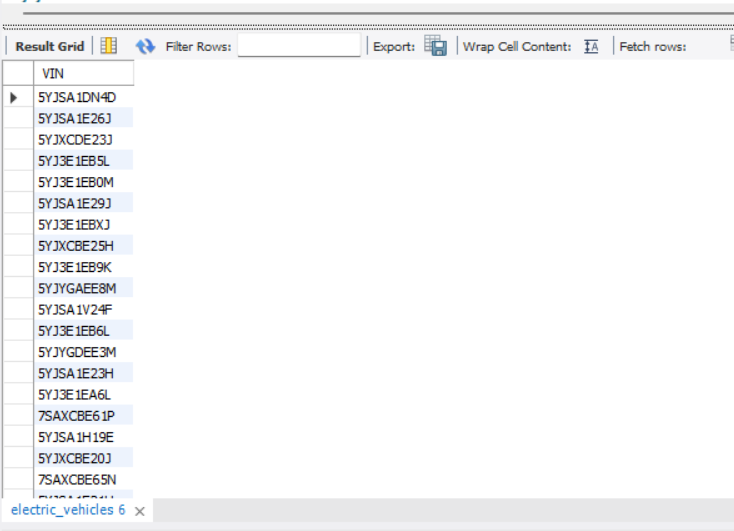 Result Grid Filter Rows: Export: Wrap Cell Content: IA Fetch rows:
VIN
5YJSA1DN4D
5YJSA1E26J
5YJXCDE23J
5YJ3E1EB5L
5YJ3E1EB0M
5YJSA1E29J
5YJ3E1EBXJ
5YJXCBE25H
5YJ3E1EB9K
5YJYGAEE8M
5YJSA1V24F
5YJ3E1EB6L
5YJYGDEE3M
5YJSA1E23H
5YJ3E1EA6L
7SAXCBE61P
5YJSA1H19E
5YJXCBE20J
7SAXCBE65N
electric_vehicles 6